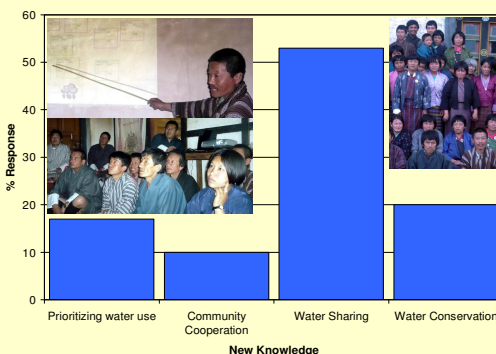 60
50
40
30
20
10
0
% Response
Prioritizing water use
Community
Cooperation
Water Sharing
Water Conservation
New Knowledge